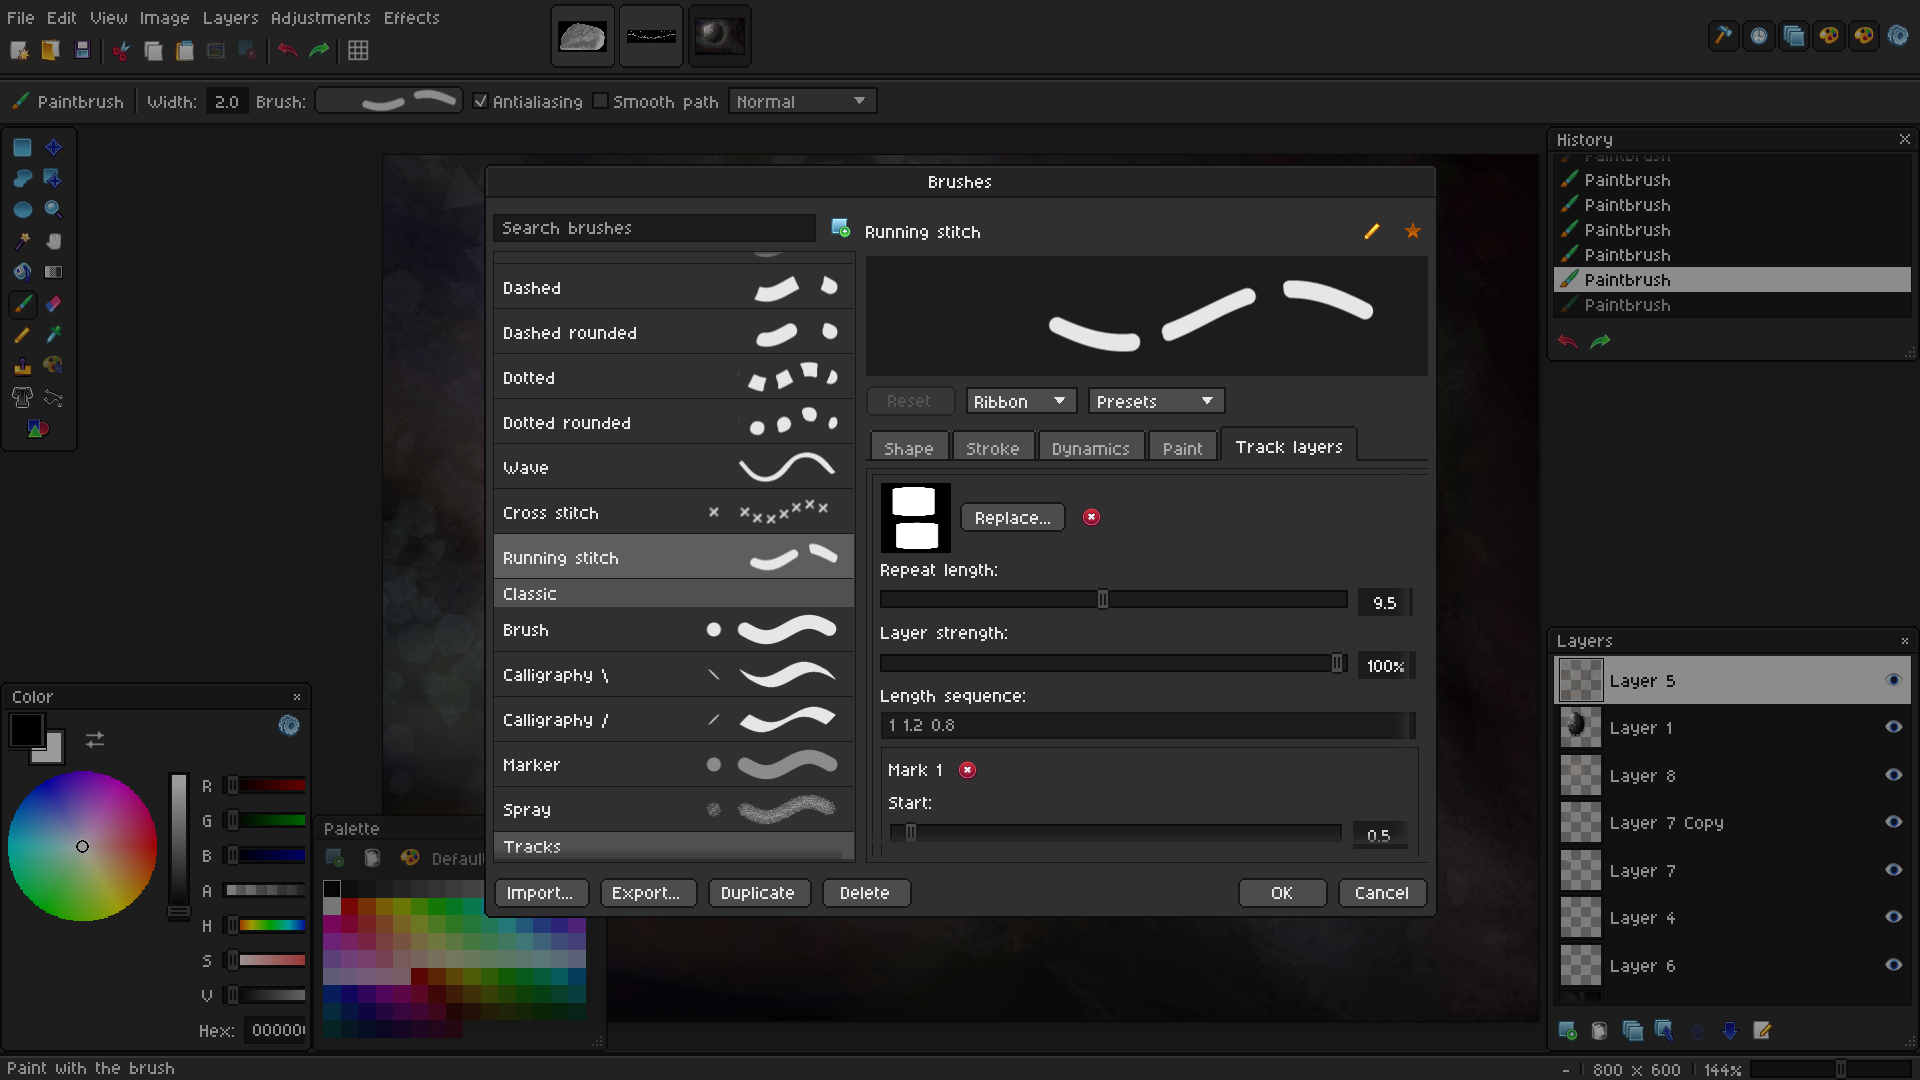 File Edit View Image Layers Adjustments Effects
Paintbrush Width: 2.0 Brush: Antialiasing Smooth path Normal
History
Paintbrush
Paintbrush
Paintbrush
Paintbrush
Paintbrush
Paintbrush
Paintbrush
Brushes
Search brushes
Dashed
Dashed rounded
Dotted
Dotted rounded
Wave
Cross stitch
Running stitch
Classic
Brush
Calligraphy \
Calligraphy /
Marker
Spray
Tracks
Running stitch
Reset Ribbon Presets
Shape Stroke Dynamics Paint Track layers
Replace...
Repeat length:
9.5
Layer strength:
100%
Length sequence:
1 1.2 0.8
Mark 1
Start:
0.5
Import... Export... Duplicate Delete OK Cancel
Color
R
G
B
A
H
S
V
Hex: 000000
Palette
Default
Layers
Layer 5
Layer 1
Layer 8
Layer 7 Copy
Layer 7
Layer 4
Layer 6
Paint with the brush
- 800 x 600 144%